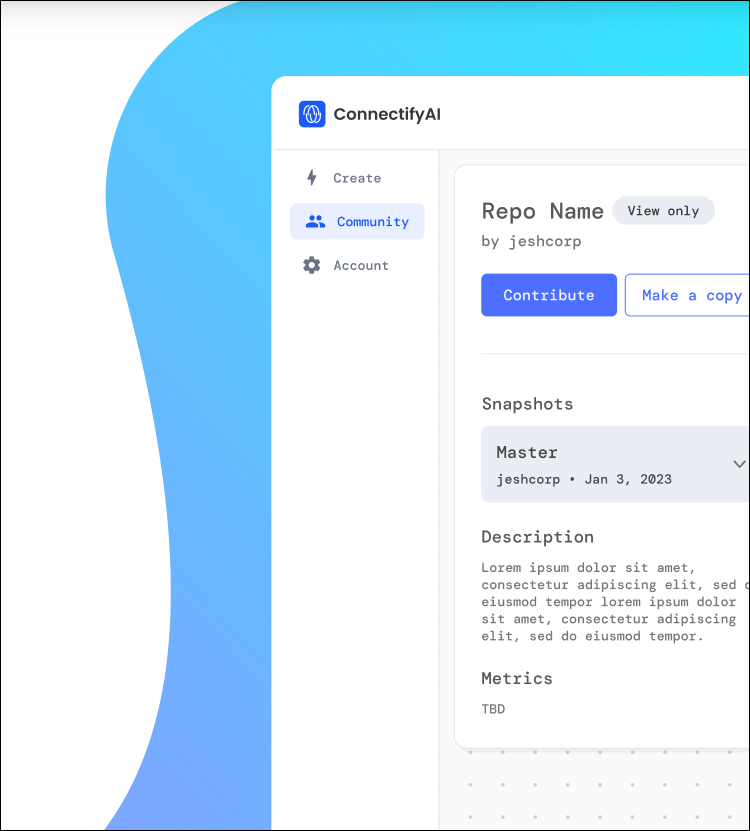 ConnectifyAI
Create
Community
Account
Repo Name View only
by jeshcorp
Contribute Make a copy
Snapshots
Master
jeshcorp • Jan 3, 2023
Description
Lorem ipsum dolor sit amet,
consectetur adipiscing elit, sed
eiusmod tempor lorem ipsum dolor
sit amet, consectetur adipiscing
elit, sed do eiusmod tempor.
Metrics
TBD